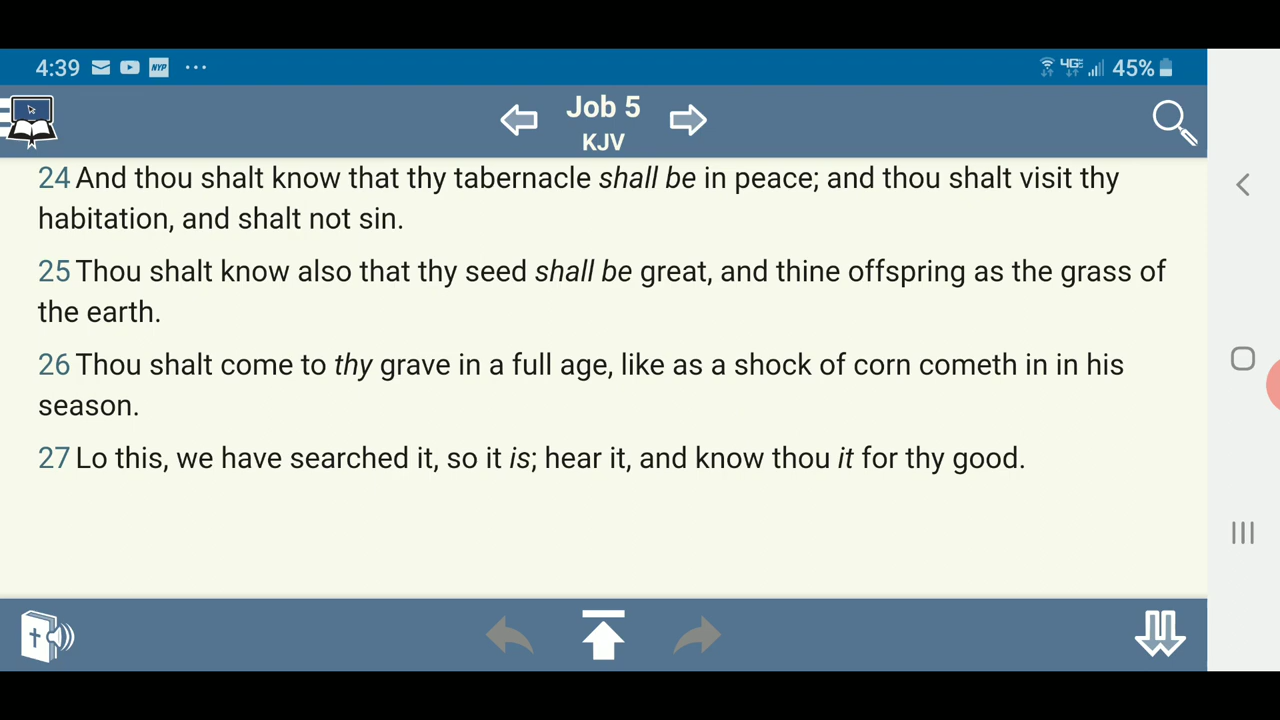 4:39 NYP ... 4GE 45%
Job 5
KJV
24 And thou shalt know that thy tabernacle shall be in peace; and thou shalt visit thy
habitation, and shalt not sin.
25 Thou shalt know also that thy seed shall be great, and thine offspring as the grass of
the earth.
26 Thou shalt come to thy grave in a full age, like as a shock of corn cometh in in his
season.
27 Lo this, we have searched it, so it is; hear it, and know thou it for thy good.